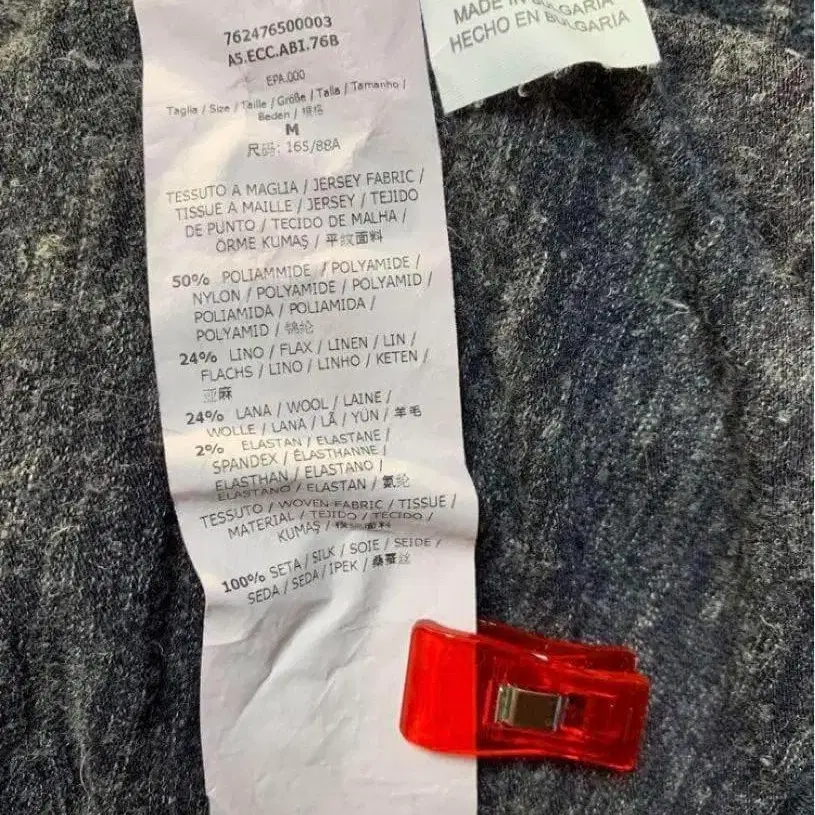 762476500003
A5.ECC.ABI.76B
EPA.000
Taglia / Size / Taille / Größe / Talla / Tamanho /
Beden / 规格
M
尺码: 165/88A
TESSUTO A MAGLIA / JERSEY FABRIC /
TISSUE A MAILLE / JERSEY / TEJIDO
DE PUNTO / TECIDO DE MALHA /
ÖRME KUMAŞ / 平纹面料
50% POLIAMMIDE / POLYAMIDE /
NYLON / POLYAMIDE / POLYAMID /
POLIAMIDA / POLIAMIDA /
POLYAMID / 锦纶
24% LINO / FLAX / LINEN / LIN /
FLACHS / LINO / LINHO / KETEN /
亚麻
24% LANA / WOOL / LAINE /
WOLLE / LANA / LÃ / YÜN / 羊毛
2% ELASTAN / ELASTANE /
SPANDEX / ÉLASTHANNE /
ELASTHAN / ELASTANO /
ELASTANO / ELASTAN / 氨纶
TESSUTO / WOVEN FABRIC / TISSUE /
MATERIAL / TEJIDO / TECIDO /
KUMAŞ / 面料
100% SETA / SILK / SOIE / SEIDE /
SEDA / SEDA / IPEK / 桑蚕丝
MADE IN BULGARIA
HECHO EN BULGARIA